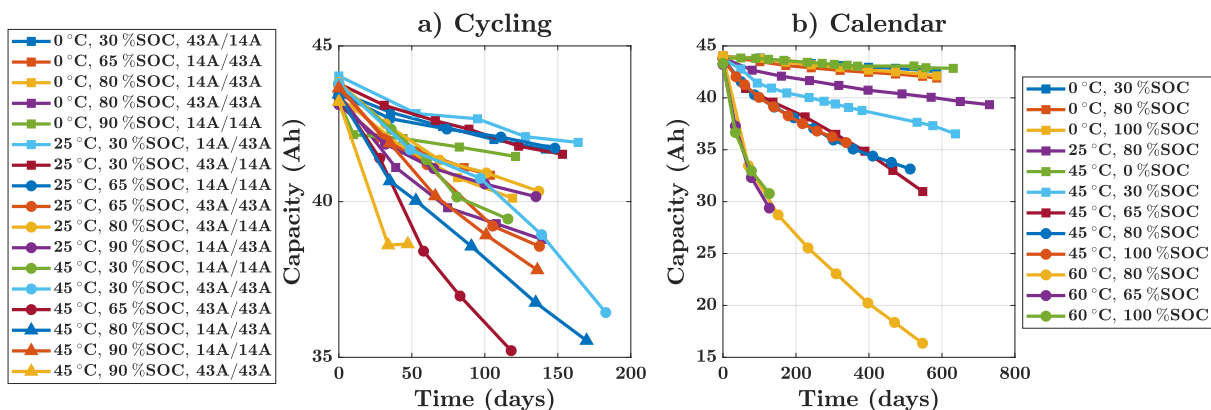 a) Cycling
b) Calendar
0 °C, 30 %SOC, 43A/14A
0 °C, 65 %SOC, 14A/43A
0 °C, 80 %SOC, 14A/43A
0 °C, 80 %SOC, 43A/43A
0 °C, 90 %SOC, 14A/14A
25 °C, 30 %SOC, 14A/43A
25 °C, 30 %SOC, 43A/14A
25 °C, 65 %SOC, 14A/14A
25 °C, 65 %SOC, 43A/43A
25 °C, 80 %SOC, 43A/14A
25 °C, 90 %SOC, 14A/43A
45 °C, 30 %SOC, 14A/14A
45 °C, 30 %SOC, 43A/43A
45 °C, 65 %SOC, 43A/43A
45 °C, 80 %SOC, 14A/43A
45 °C, 90 %SOC, 14A/14A
45 °C, 90 %SOC, 43A/43A
Capacity (Ah)
45
40
35
0 50 100 150 200
Time (days)
Capacity (Ah)
45
40
35
30
25
20
15
0 200 400 600 800
Time (days)
0 °C, 30 %SOC
0 °C, 80 %SOC
0 °C, 100 %SOC
25 °C, 80 %SOC
45 °C, 0 %SOC
45 °C, 30 %SOC
45 °C, 65 %SOC
45 °C, 80 %SOC
45 °C, 100 %SOC
60 °C, 80 %SOC
60 °C, 65 %SOC
60 °C, 100 %SOC